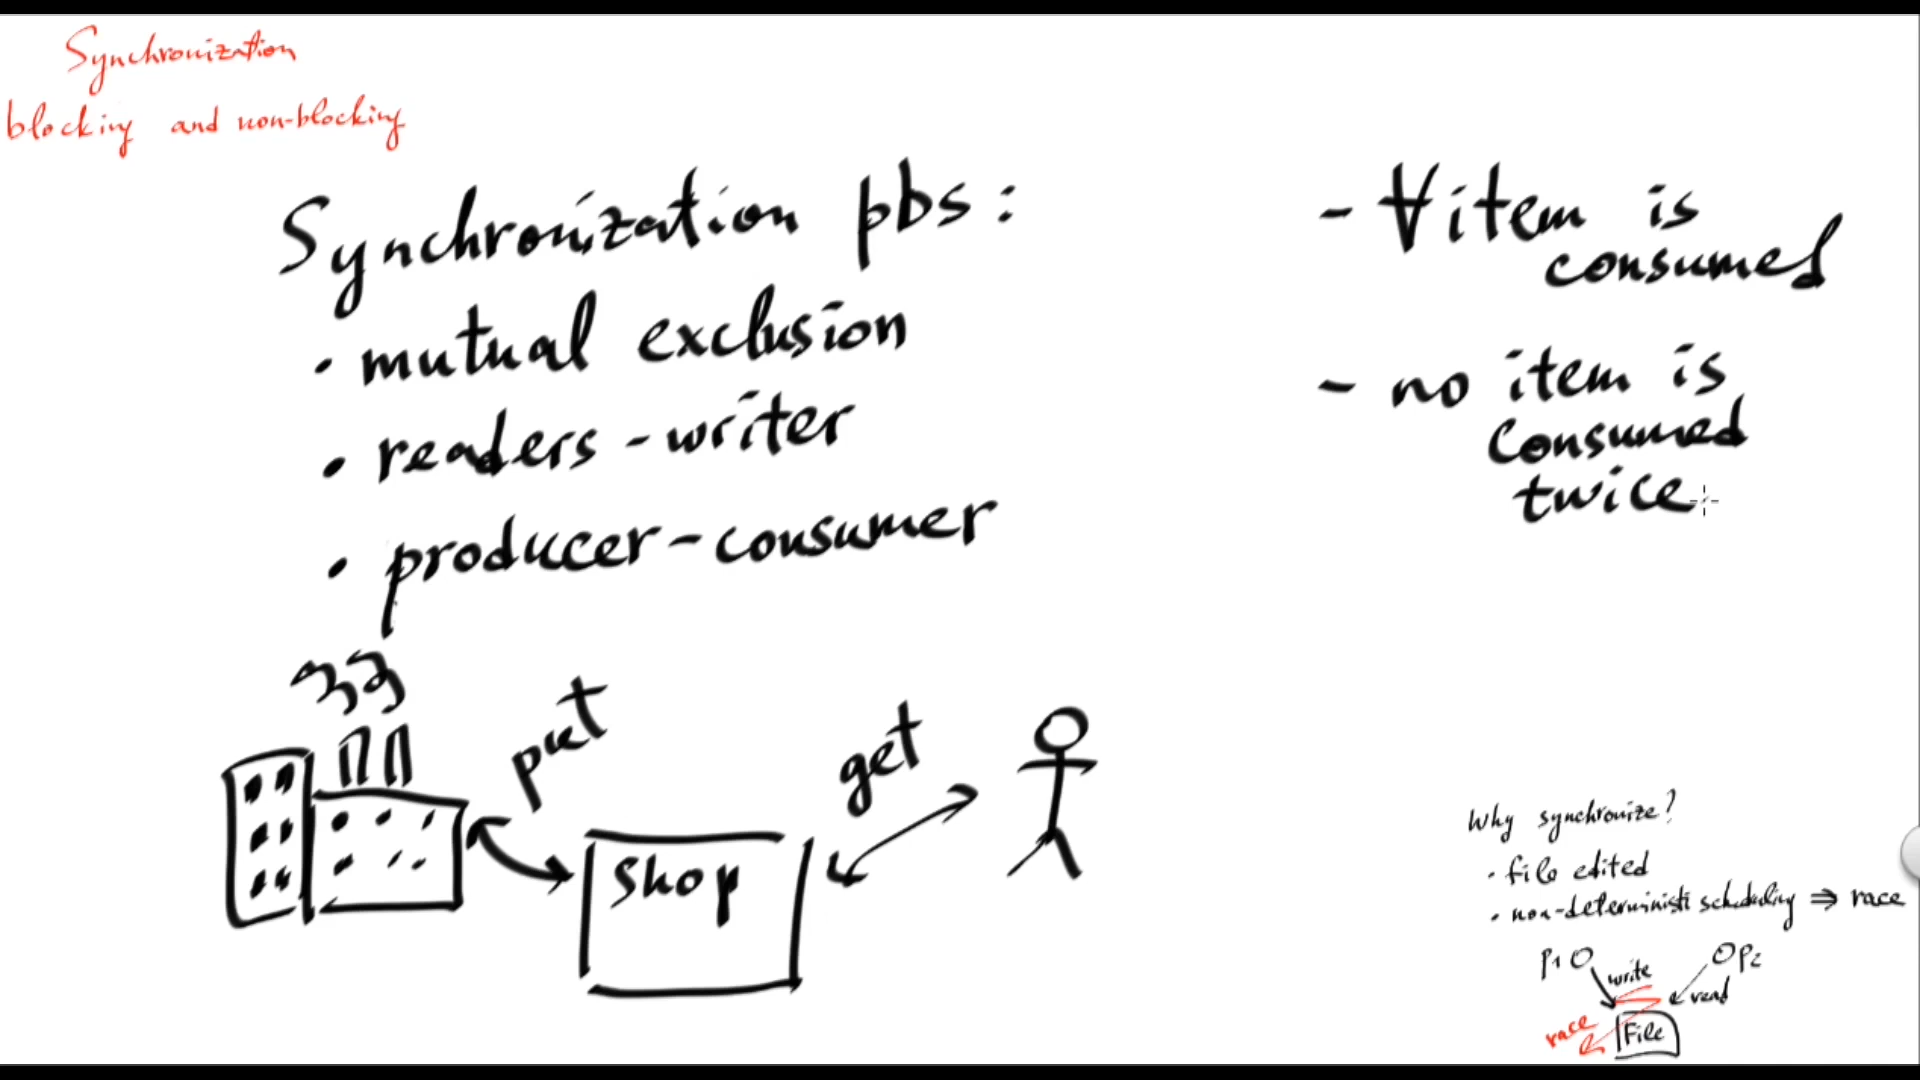 Synchronization
blocking and non-blocking
Synchronization pbs:
• mutual exclusion
• readers-writer
• producer-consumer
- ∀item is
consumed
- no item is
consumed
twice
put
get
shop
Why synchronize?
• file edited
• non-deterministi scheduling ⇒ race
P1
P2
write
read
race
File